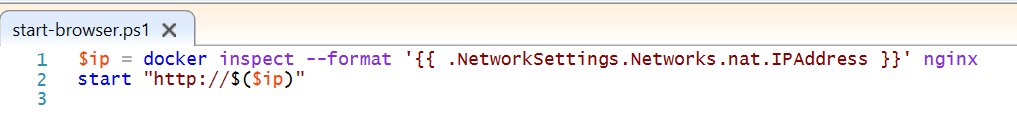 start-browser.ps1
1 $ip = docker inspect --format '{{ .NetworkSettings.Networks.nat.IPAddress }}' nginx
2 start "http://$($ip)"
3